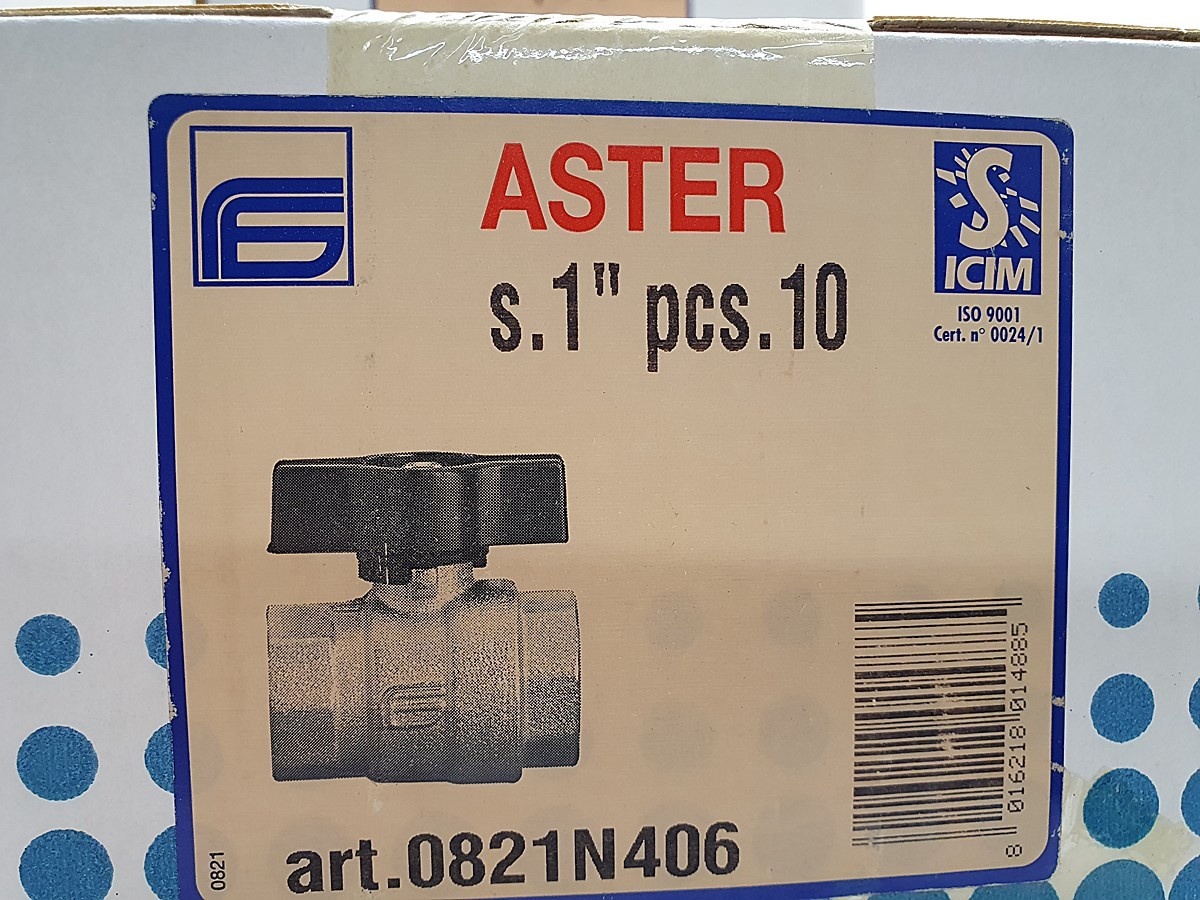 ASTER
s.1" pcs.10
S
ICIM
ISO 9001
Cert. n° 0024/1
8 016218 014885
0821
art.0821N406